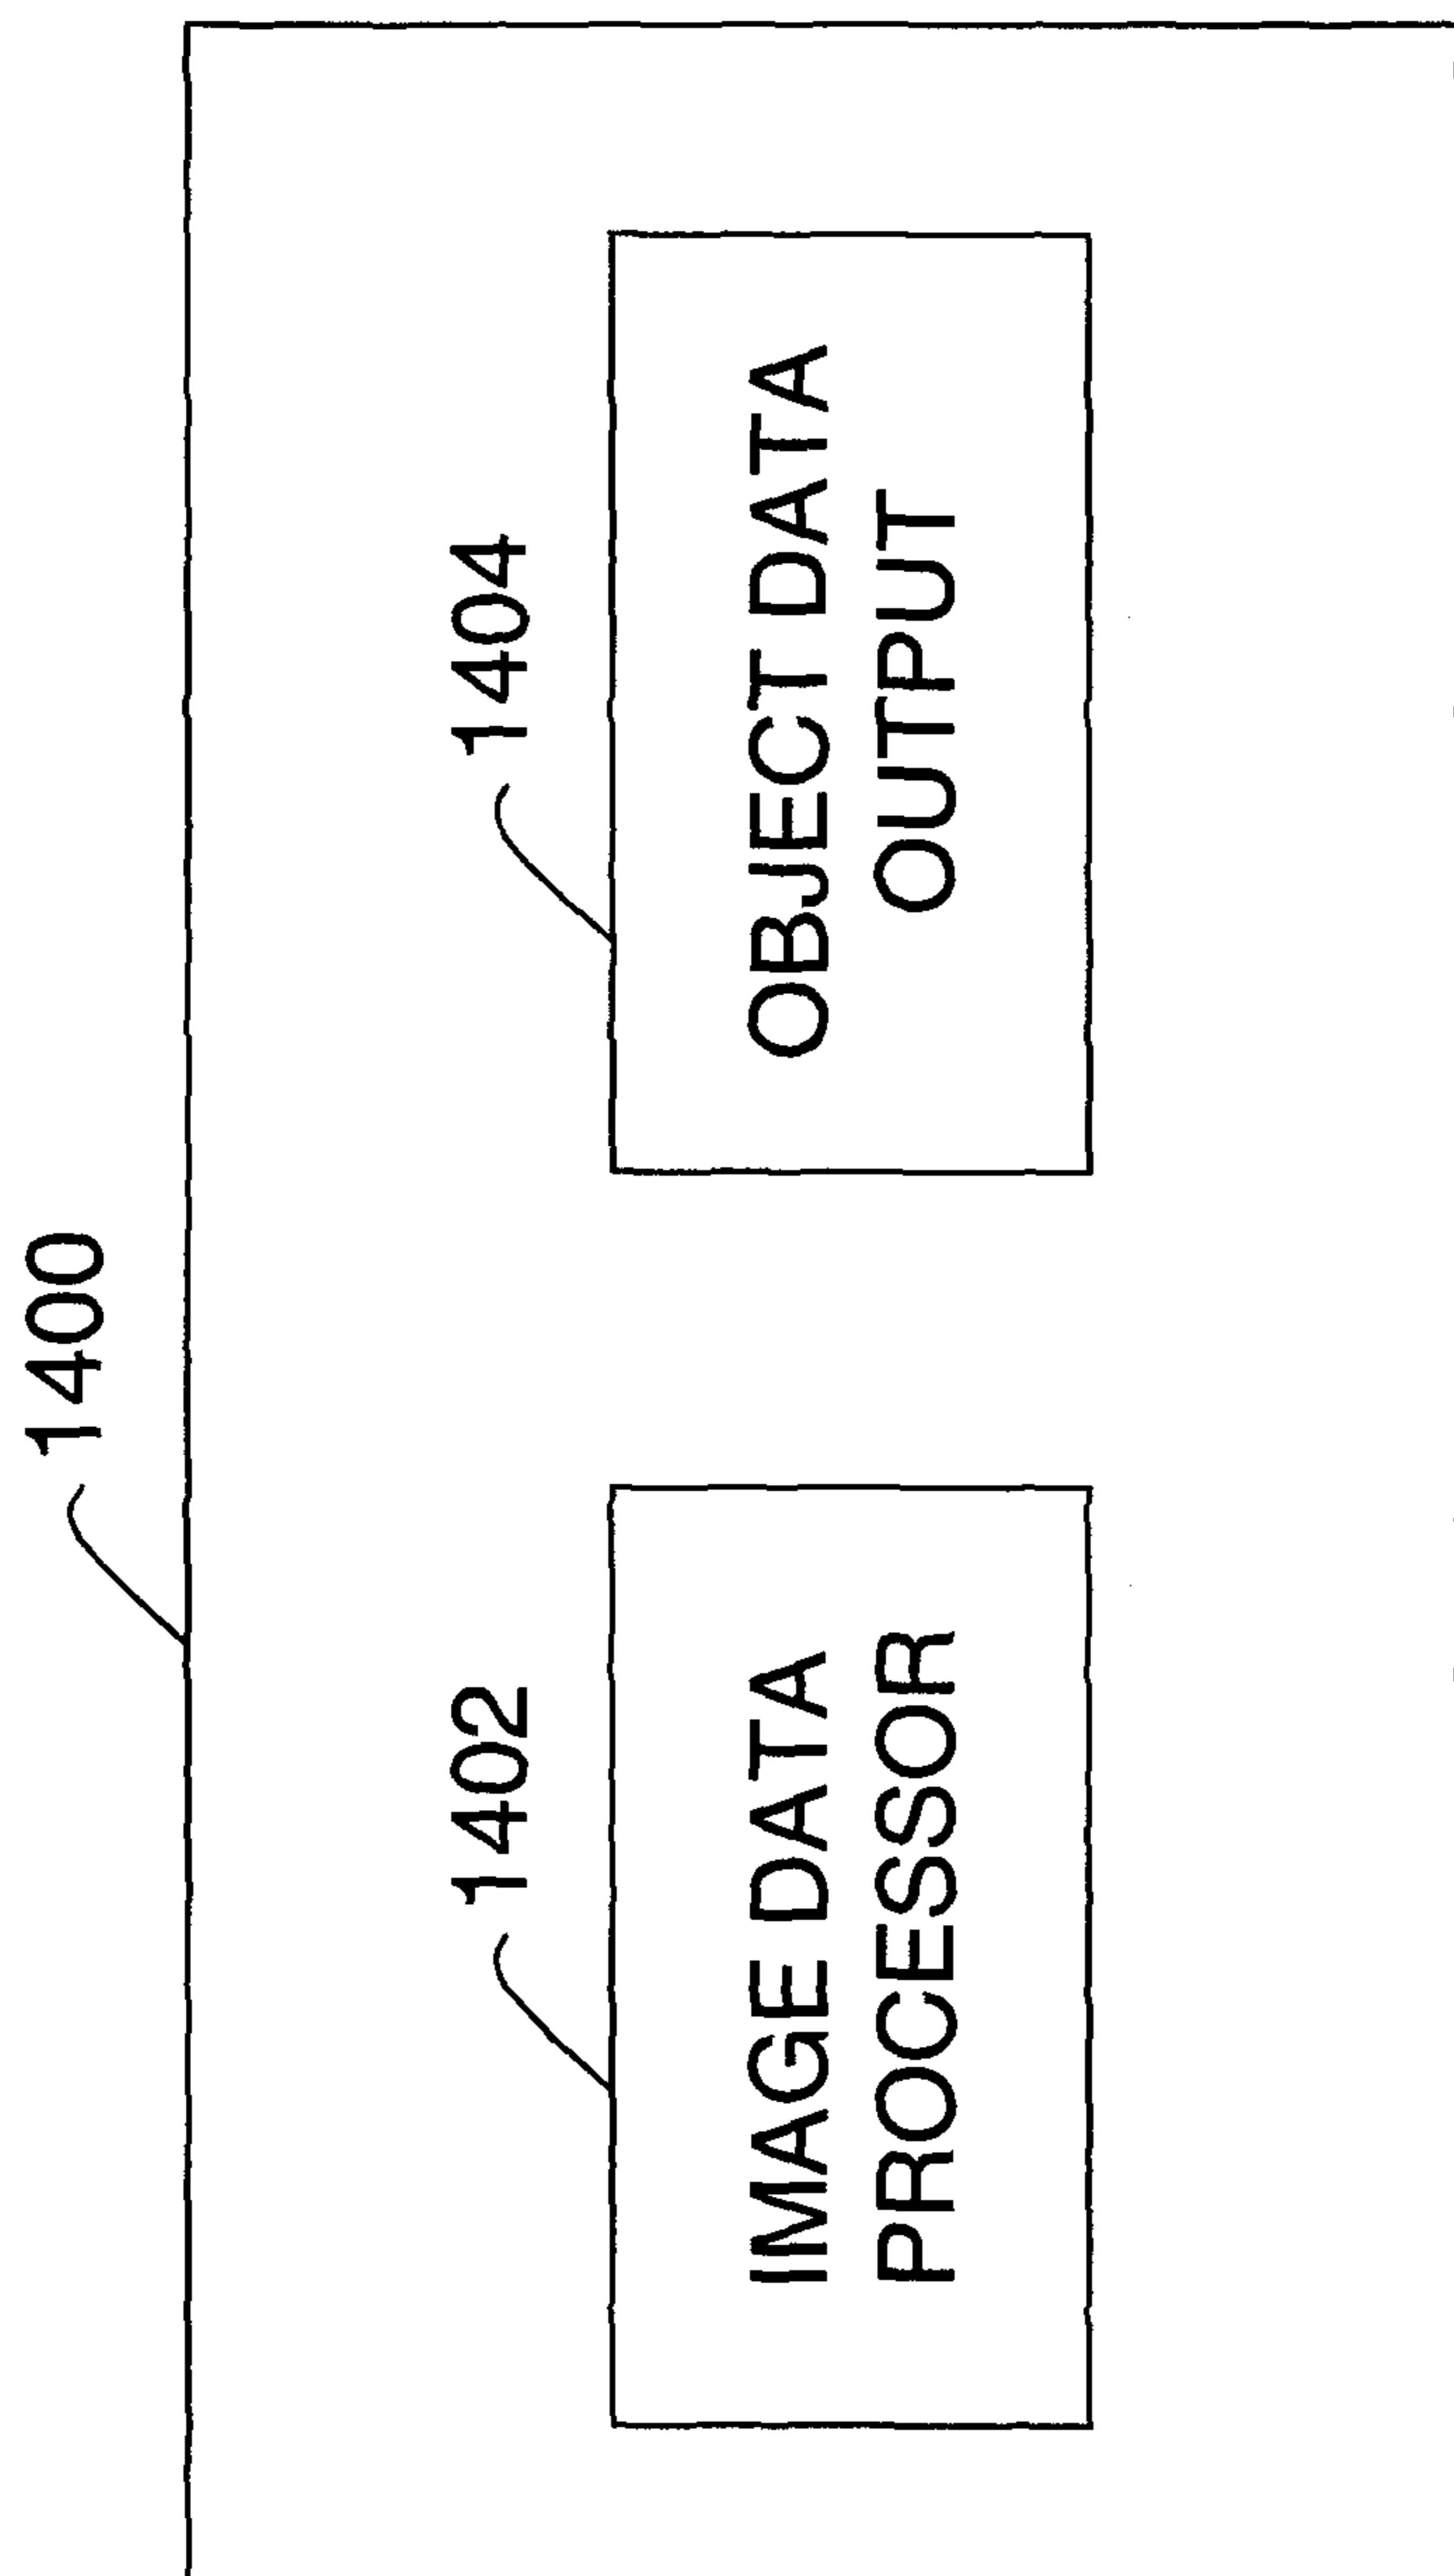 1400
1402
IMAGE DATA
PROCESSOR
1404
OBJECT DATA
OUTPUT